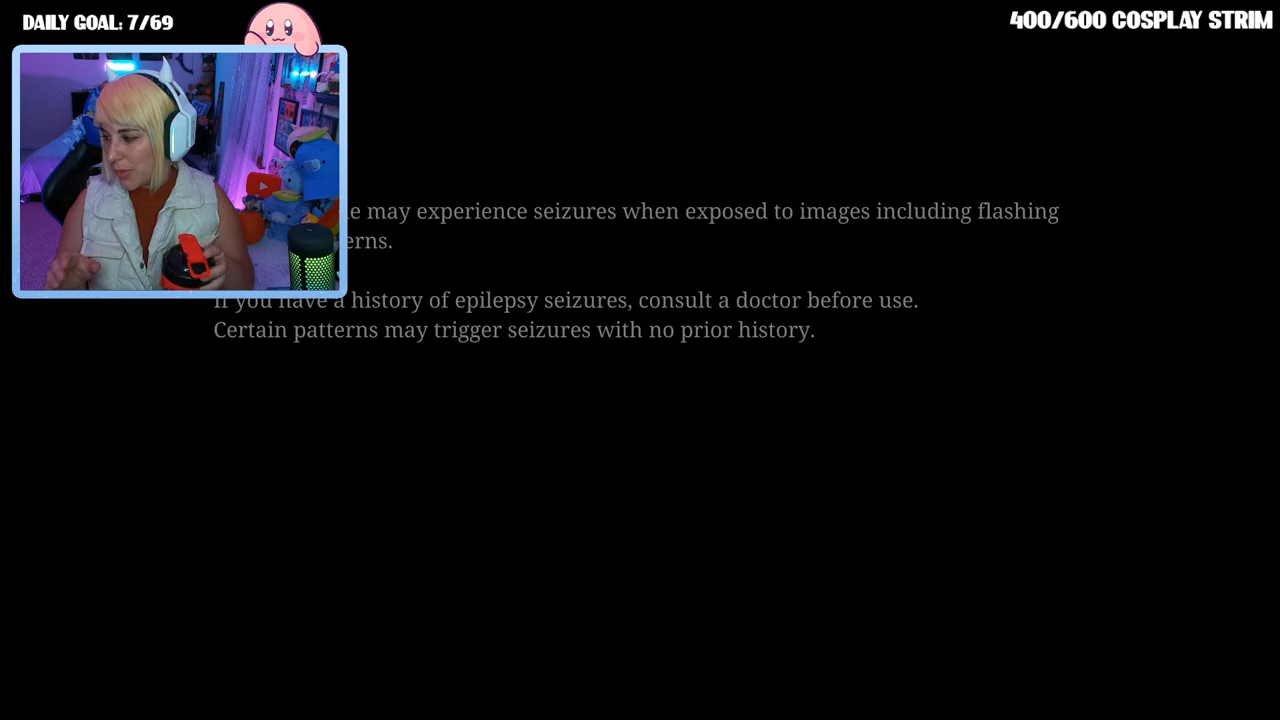 DAILY GOAL: 7/69
400/600 COSPLAY STRIM
may experience seizures when exposed to images including flashing
If you have a history of epilepsy seizures, consult a doctor before use.
Certain patterns may trigger seizures with no prior history.